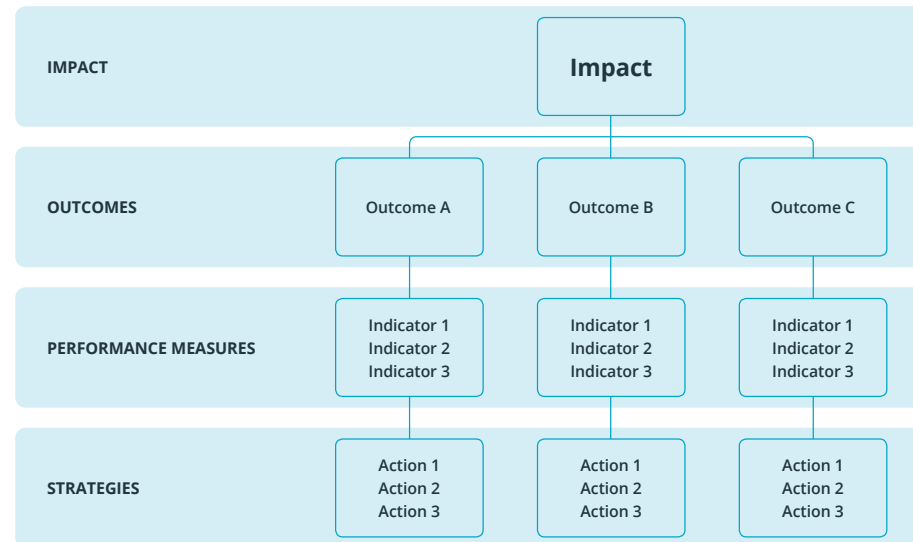 IMPACT
Impact
OUTCOMES
Outcome A
Outcome B
Outcome C
PERFORMANCE MEASURES
Indicator 1
Indicator 2
Indicator 3
Indicator 1
Indicator 2
Indicator 3
Indicator 1
Indicator 2
Indicator 3
STRATEGIES
Action 1
Action 2
Action 3
Action 1
Action 2
Action 3
Action 1
Action 2
Action 3